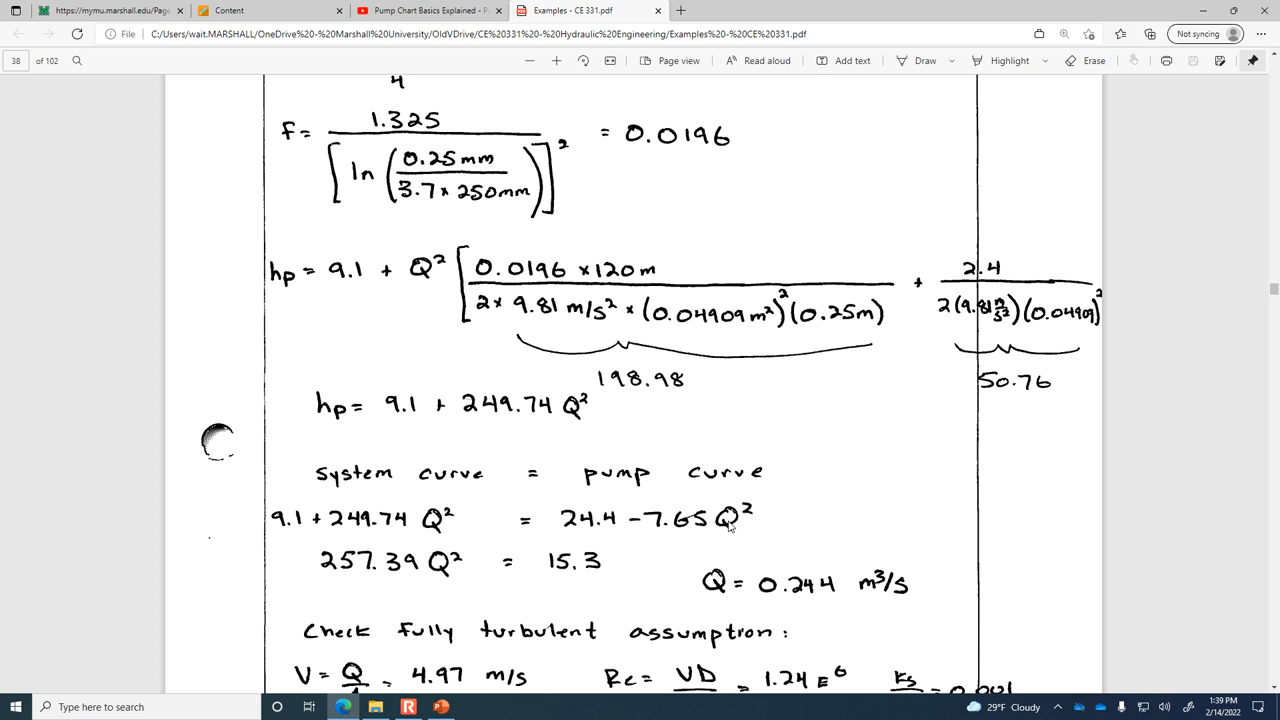 https://mymu.marshall.edu/Page
Content
Pump Chart Basics Explained - P
Examples - CE 331.pdf
File C:/Users/wait.MARSHALL/OneDrive%20-%20Marshall%20University/OldVDrive/CE%20331%20-%20Hydraulic%20Engineering/Examples%20-%20CE%20331.pdf Not syncing
38 of 102 Page view Read aloud Add text Draw Highlight Erase
4
f = 1.325 / [ln (0.25mm / 3.7 × 250mm)]² = 0.0196
hp = 9.1 + Q² [0.0196 × 120m / 2 × 9.81 m/s² × (0.04909 m²)² (0.25m) + 2.4 / 2(9.81 m/s²)(0.04909)²
198.98 50.76
hp = 9.1 + 249.74 Q²
system curve = pump curve
9.1 + 249.74 Q² = 24.4 - 7.65 Q²
257.39 Q² = 15.3
Q = 0.244 m³/s
Check fully turbulent assumption:
V = Q = 4.97 m/s Re = VD = 1.24 E⁶ ks = 0.001
Type here to search
29°F Cloudy
1:39 PM
2/14/2022